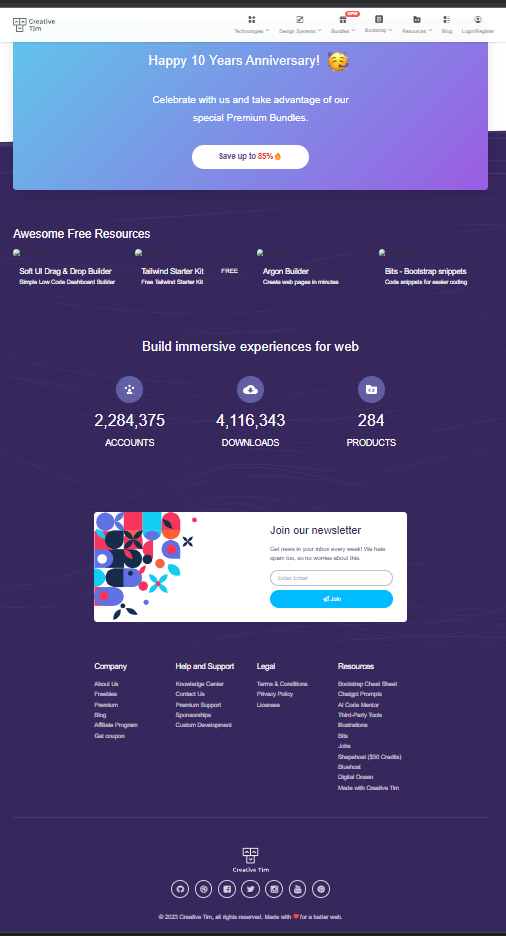 Creative
Tim
NEW
Technologies
Design Systems
Bundles
Bootstrap
Resources
Blog
Login/Register
Happy 10 Years Anniversary!
Celebrate with us and take advantage of our
special Premium Bundles.
Save up to 85%
Awesome Free Resources
Soft UI Drag & Drop Builder
Simple Low Code Dashboard Builder
Tailwind Starter Kit
Free Tailwind Starter Kit
FREE
Argon Builder
Create web pages in minutes
Bits - Bootstrap snippets
Code snippets for easier coding
Build immersive experiences for web
2,284,375
ACCOUNTS
4,116,343
DOWNLOADS
284
PRODUCTS
Join our newsletter
Get news in your inbox every week! We hate
spam too, so no worries about this.
Enter Email
Join
Company
About Us
Freebies
Premium
Blog
Affiliate Program
Get coupon
Help and Support
Knowledge Center
Contact Us
Premium Support
Sponsorships
Custom Development
Legal
Terms & Conditions
Privacy Policy
Licenses
Resources
Bootstrap Cheat Sheet
Chatgpt Prompts
AI Code Mentor
Third-Party Tools
Illustrations
Bits
Jobs
Shapehost ($50 Credits)
Bluehost
Digital Ocean
Made with Creative Tim
Creative Tim
© 2023 Creative Tim, all rights reserved. Made with ❤ for a better web.